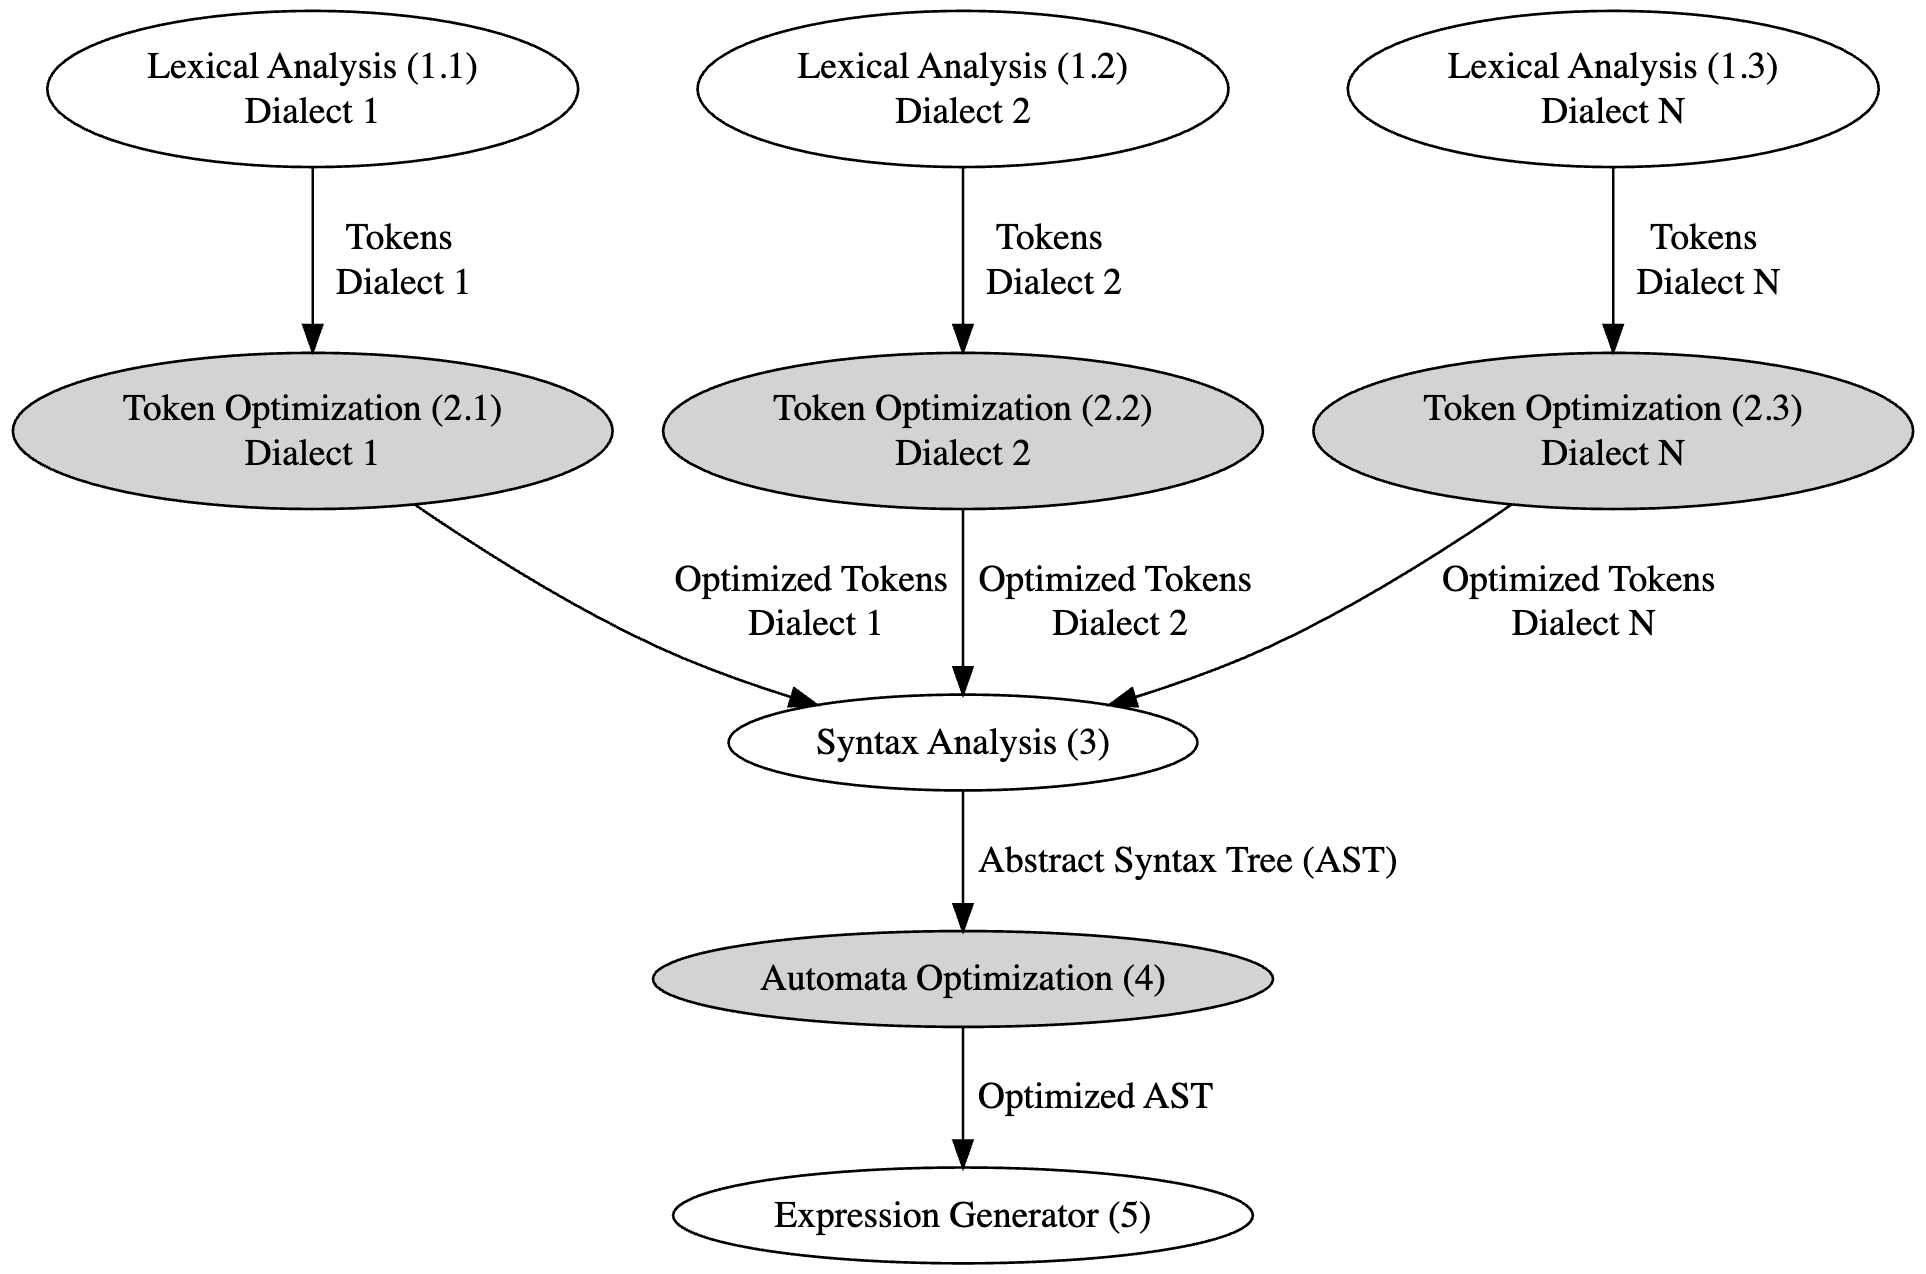 Lexical Analysis (1.1)
Dialect 1
Lexical Analysis (1.2)
Dialect 2
Lexical Analysis (1.3)
Dialect N
Tokens
Dialect 1
Tokens
Dialect 2
Tokens
Dialect N
Token Optimization (2.1)
Dialect 1
Token Optimization (2.2)
Dialect 2
Token Optimization (2.3)
Dialect N
Optimized Tokens
Dialect 1
Optimized Tokens
Dialect 2
Optimized Tokens
Dialect N
Syntax Analysis (3)
Abstract Syntax Tree (AST)
Automata Optimization (4)
Optimized AST
Expression Generator (5)